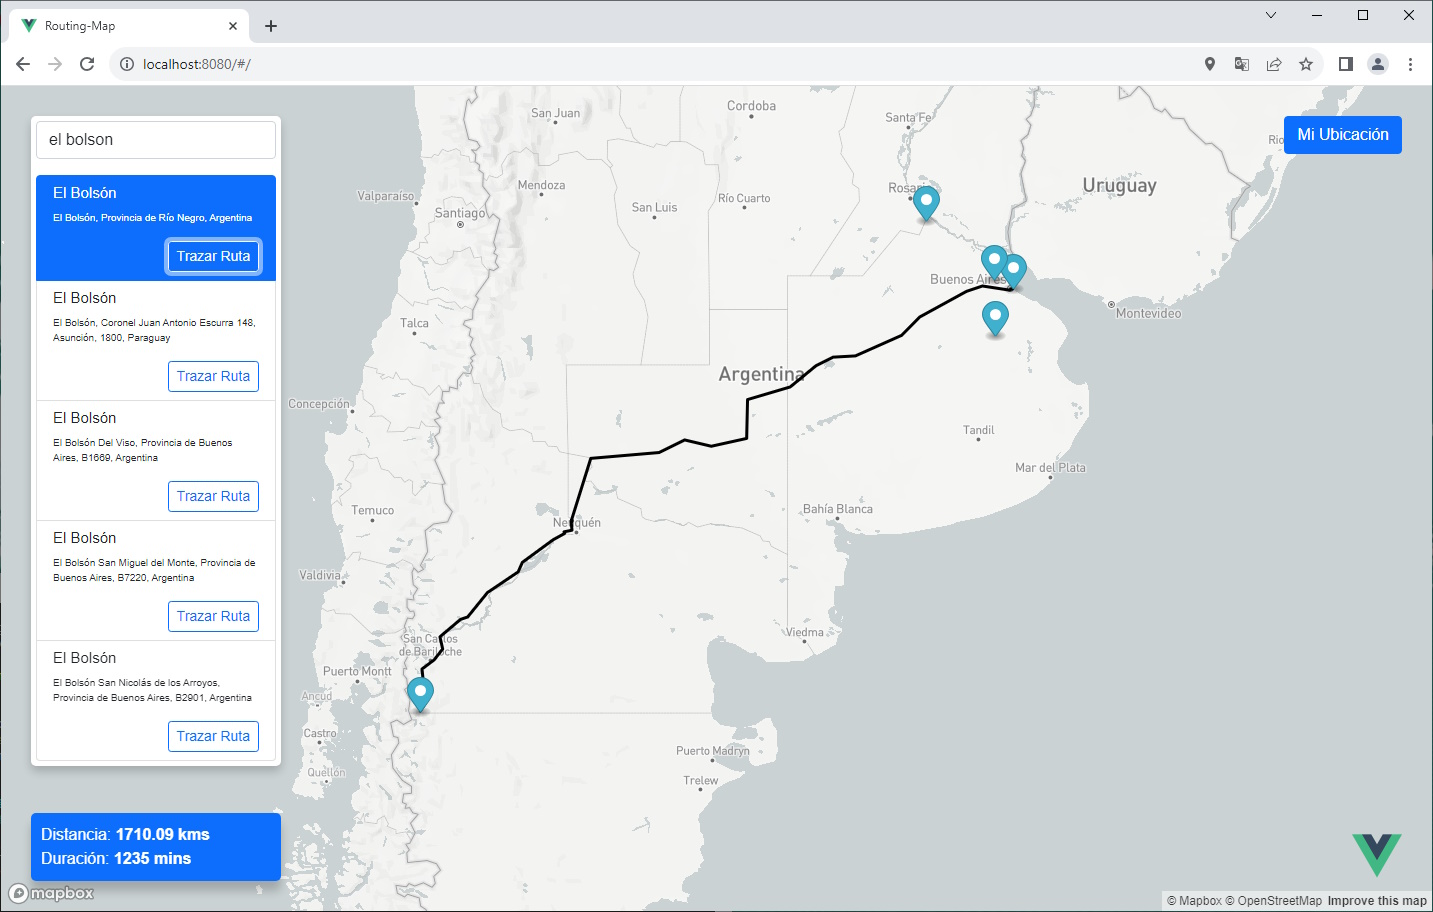 Routing-Map
localhost:8080/#/
el bolson
El Bolsón
El Bolsón, Provincia de Río Negro, Argentina
Trazar Ruta
El Bolsón
El Bolsón, Coronel Juan Antonio Escurra 148,
Asunción, 1800, Paraguay
Trazar Ruta
El Bolsón
El Bolsón Del Viso, Provincia de Buenos
Aires, B1669, Argentina
Trazar Ruta
El Bolsón
El Bolsón San Miguel del Monte, Provincia de
Buenos Aires, B7220, Argentina
Trazar Ruta
El Bolsón
El Bolsón San Nicolás de los Arroyos,
Provincia de Buenos Aires, B2901, Argentina
Trazar Ruta
Distancia: 1710.09 kms
Duración: 1235 mins
mapbox
Mi Ubicación
San Juan
Cordoba
Santa Fe
Mendoza
Valparaíso
Río Cuarto
San Luis
Santiago
Uruguay
Buenos Aires
Montevideo
Talca
Argentina
Concepción
Tandil
Mar del Plata
Temuco
Bahía Blanca
Neuquén
Valdivia
Viedma
San Carlos
de Bariloche
Puerto Montt
Ancud
Castro
Puerto Madryn
Quellón
Trelew
© Mapbox © OpenStreetMap Improve this map